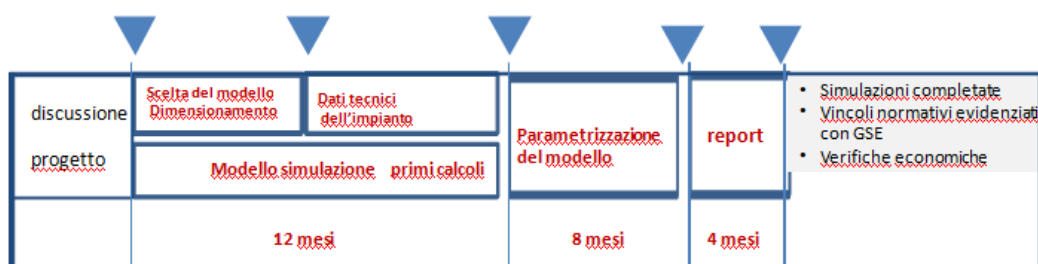 discussione
progetto
Scelta del modello
Dimensionamento
Dati tecnici
dell'impianto
Modello simulazione primi calcoli
Parametrizzazione
del modello
report
• Simulazioni completate
• Vincoli normativi evidenziati
con GSE
• Verifiche economiche
12 mesi
8 mesi
4 mesi